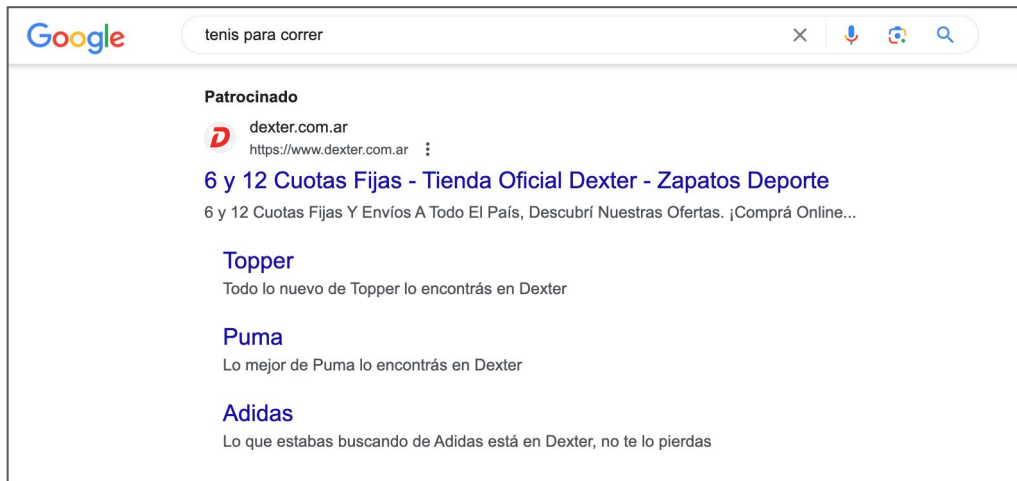 Google
tenis para correr
Patrocinado
D
dexter.com.ar
https://www.dexter.com.ar
6 y 12 Cuotas Fijas - Tienda Oficial Dexter - Zapatos Deporte
6 y 12 Cuotas Fijas Y Envíos A Todo El País, Descubrí Nuestras Ofertas. ¡Comprá Online...
Topper
Todo lo nuevo de Topper lo encontrás en Dexter
Puma
Lo mejor de Puma lo encontrás en Dexter
Adidas
Lo que estabas buscando de Adidas está en Dexter, no te lo pierdas